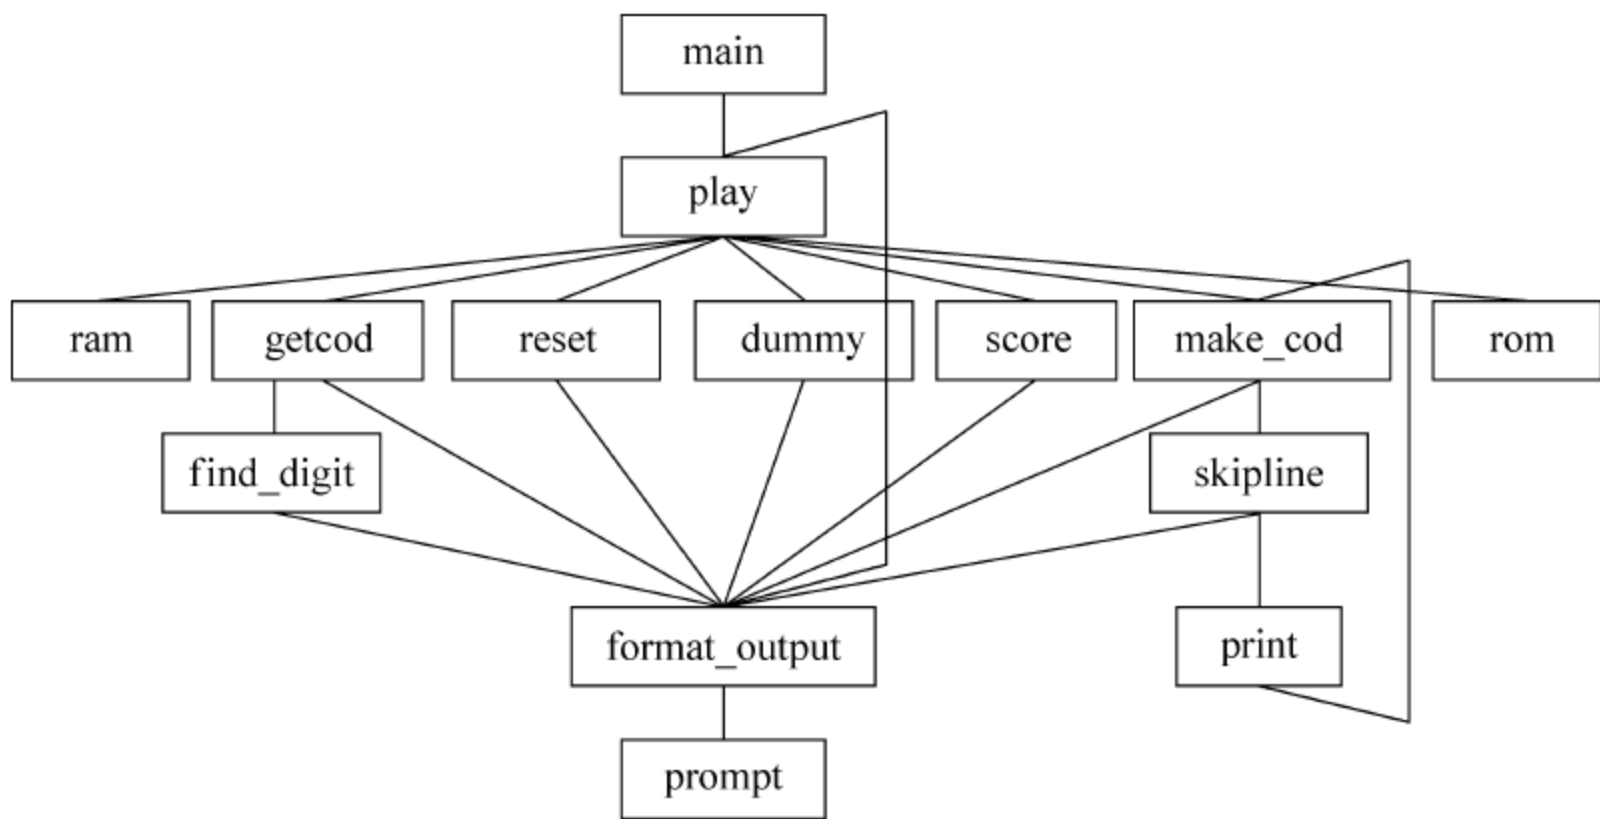 main
play
ram
getcod
reset
dummy
score
make_cod
rom
find_digit
skipline
format_output
print
prompt